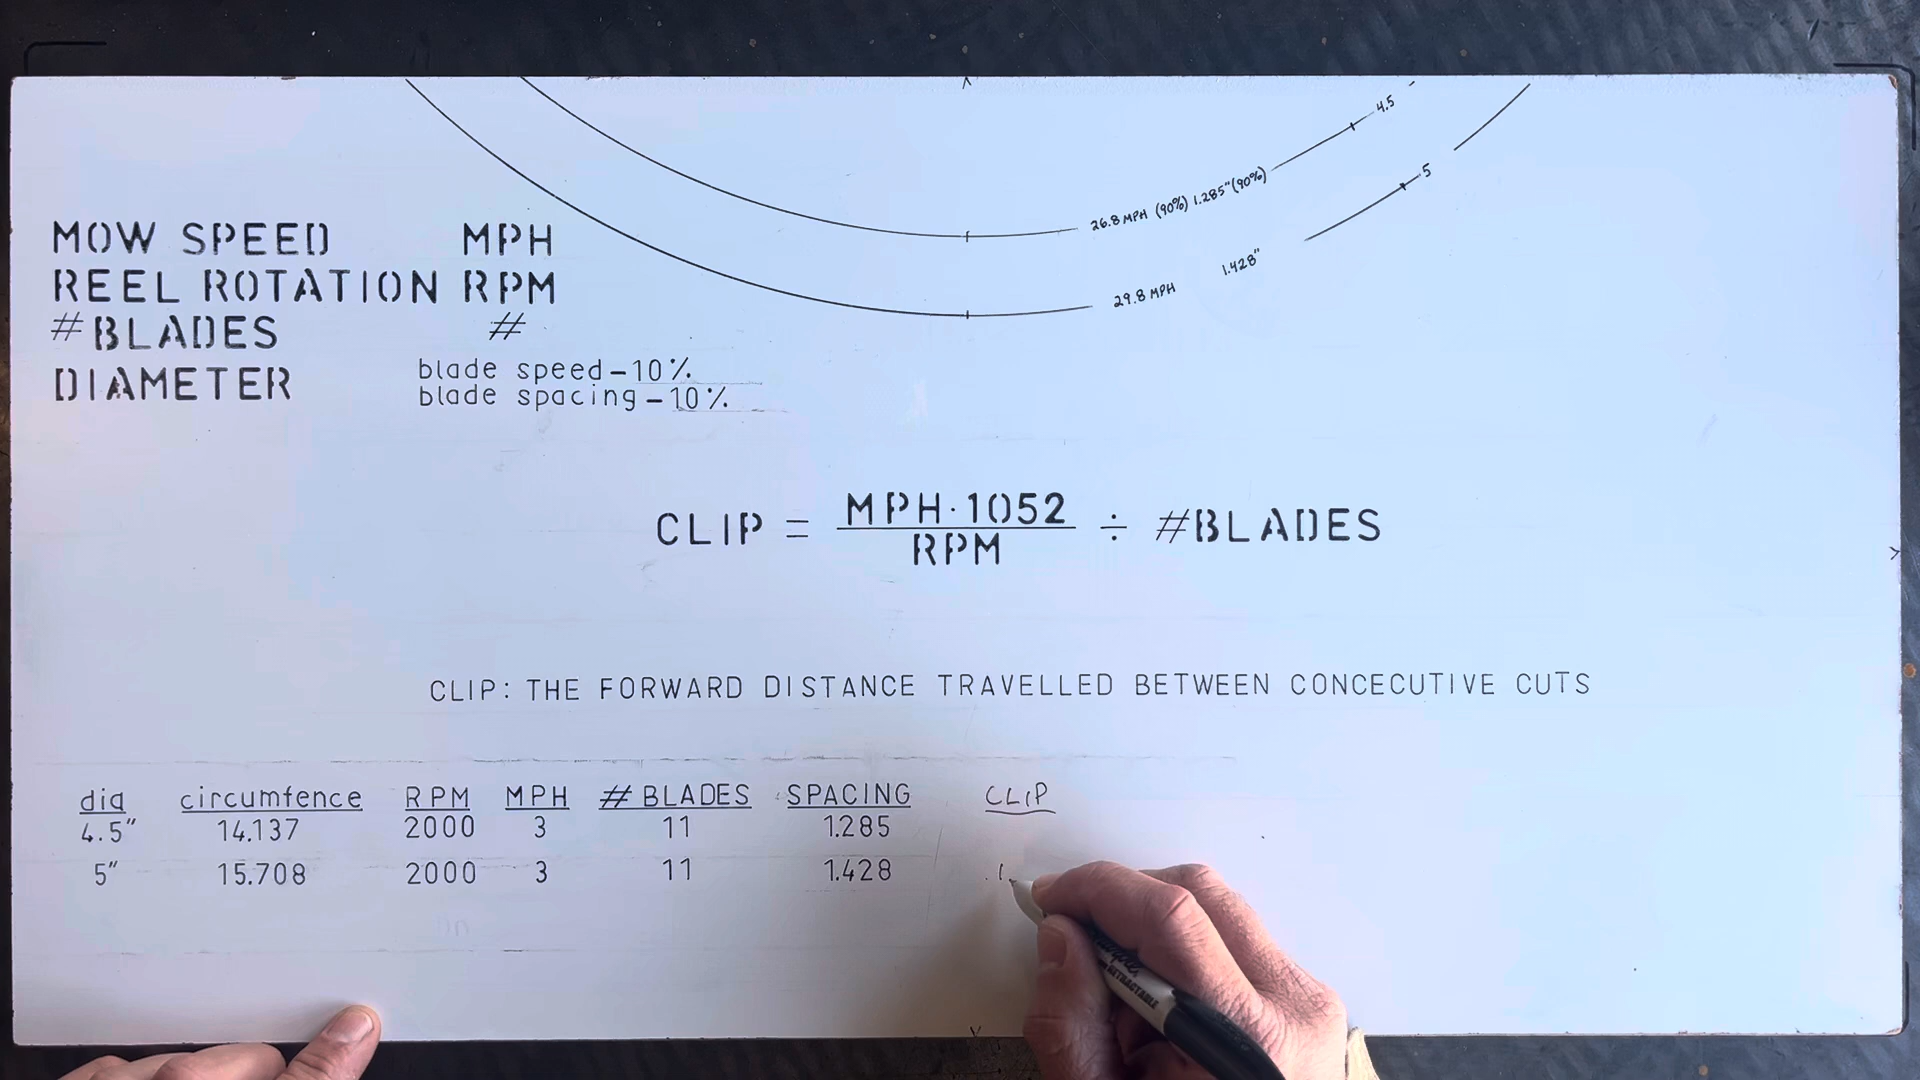 4.5
5
26.8 MPH (90%) 1.285"(90%)
1.428"
29.8 MPH
MOW SPEED MPH
REEL ROTATION RPM
#BLADES #
DIAMETER
blade speed-10%
blade spacing-10%
CLIP = MPH·1052 ÷ #BLADES
RPM
CLIP: THE FORWARD DISTANCE TRAVELLED BETWEEN CONCECUTIVE CUTS
dia circumfence RPM MPH # BLADES SPACING CLIP
4.5" 14.137 2000 3 11 1.285
5" 15.708 2000 3 11 1.428 .1
RETRACTABLE